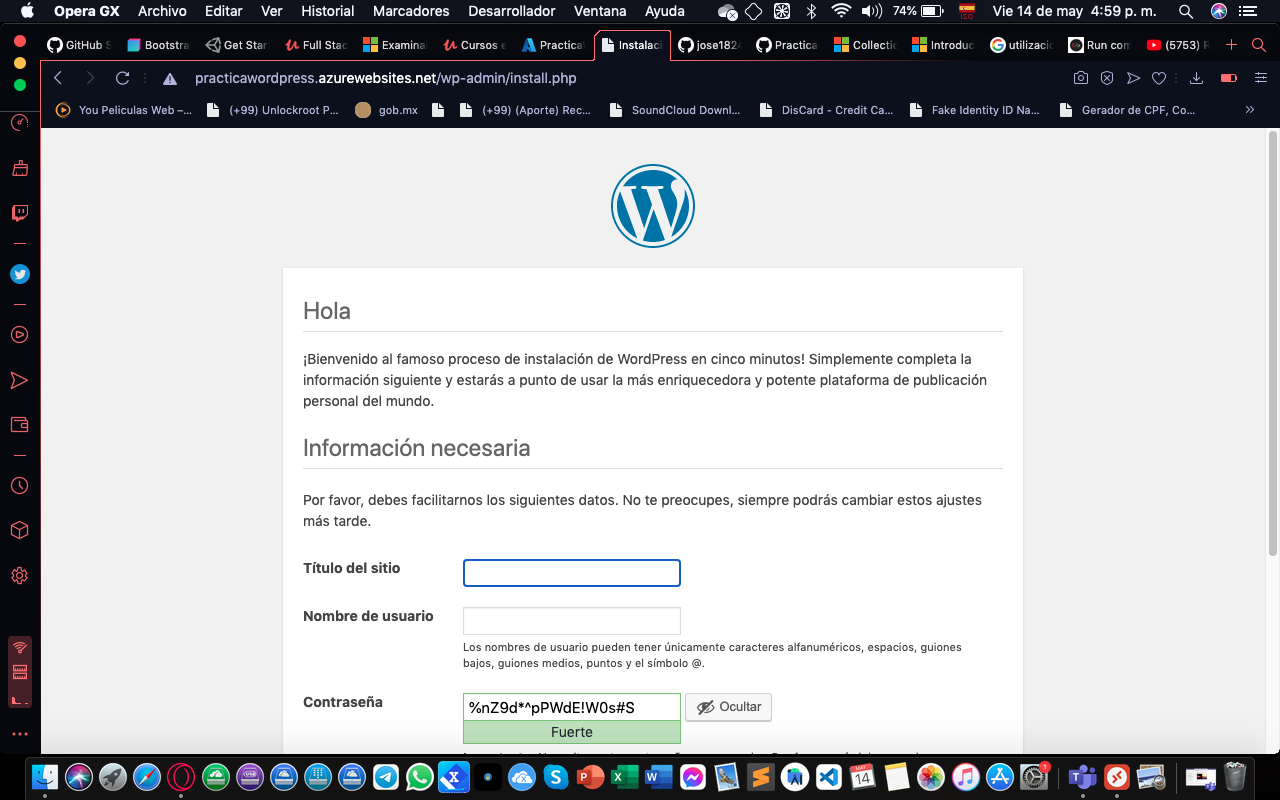 Opera GX Archivo Editar Ver Historial Marcadores Desarrollador Ventana Ayuda 74% Vie 14 de may 4:59 p. m.
GitHub S Bootstra Get Star Full Stac Examina Cursos e Practica Instalaci jose182 Practica Collecti Introduc utilizaci Run com (5753) R
practicawordpress.azurewebsites.net/wp-admin/install.php
You Peliculas Web –... (+99) Unlockroot P... gob.mx (+99) (Aporte) Rec... SoundCloud Downl... DisCard - Credit Ca... Fake Identity ID Na... Gerador de CPF, Co... »
Hola
¡Bienvenido al famoso proceso de instalación de WordPress en cinco minutos! Simplemente completa la
información siguiente y estarás a punto de usar la más enriquecedora y potente plataforma de publicación
personal del mundo.
Información necesaria
Por favor, debes facilitarnos los siguientes datos. No te preocupes, siempre podrás cambiar estos ajustes
más tarde.
Título del sitio
Nombre de usuario
Los nombres de usuario pueden tener únicamente caracteres alfanuméricos, espacios, guiones
bajos, guiones medios, puntos y el símbolo @.
Contraseña %nZ9d*^pPWdE!W0s#S Ocultar
Fuerte